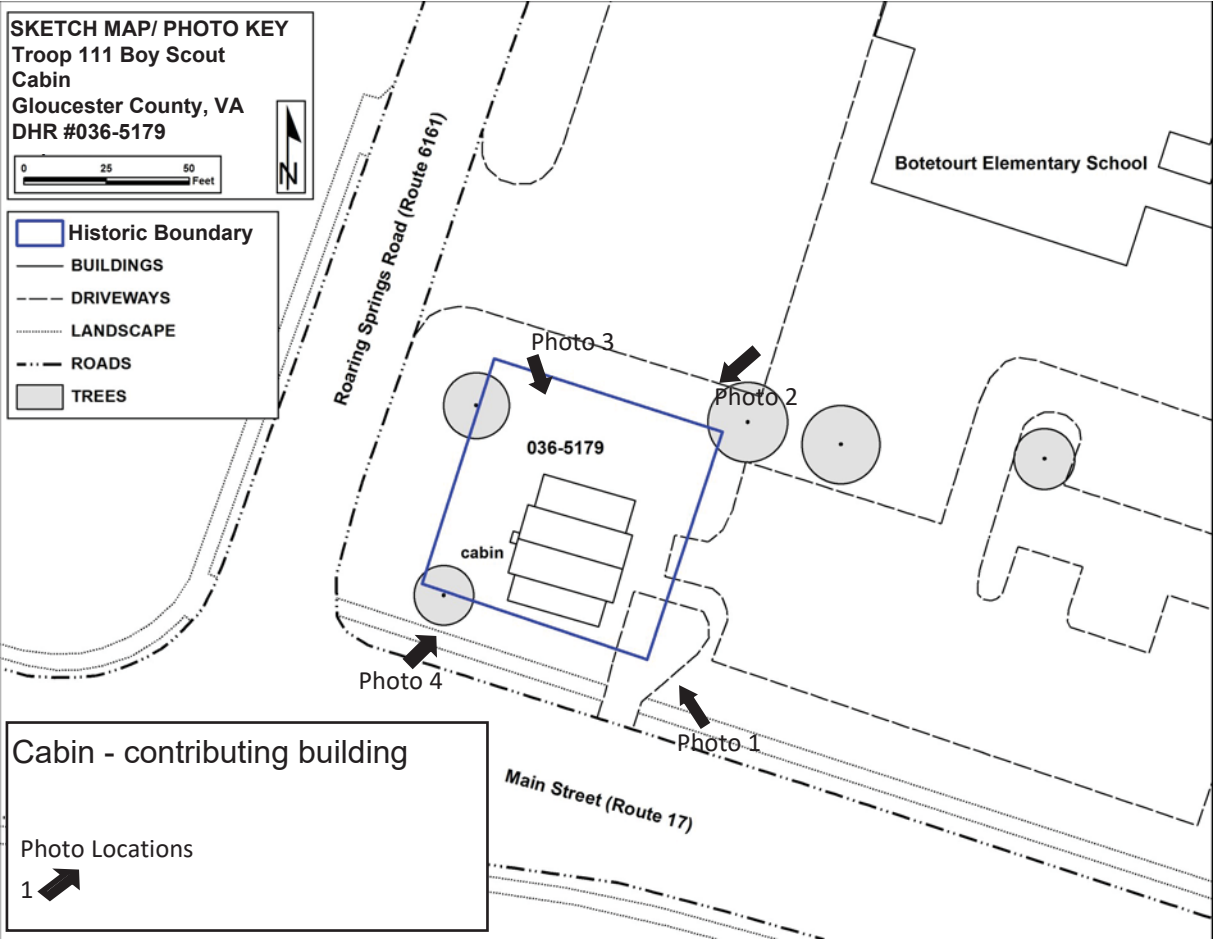 SKETCH MAP/ PHOTO KEY
Troop 111 Boy Scout
Cabin
Gloucester County, VA
DHR #036-5179
0 25 50
Feet
N
Historic Boundary
BUILDINGS
DRIVEWAYS
LANDSCAPE
ROADS
TREES
Roaring Springs Road (Route 6161)
Botetourt Elementary School
Photo 3
Photo 2
036-5179
cabin
Photo 4
Photo 1
Main Street (Route 17)
Cabin - contributing building
Photo Locations
1